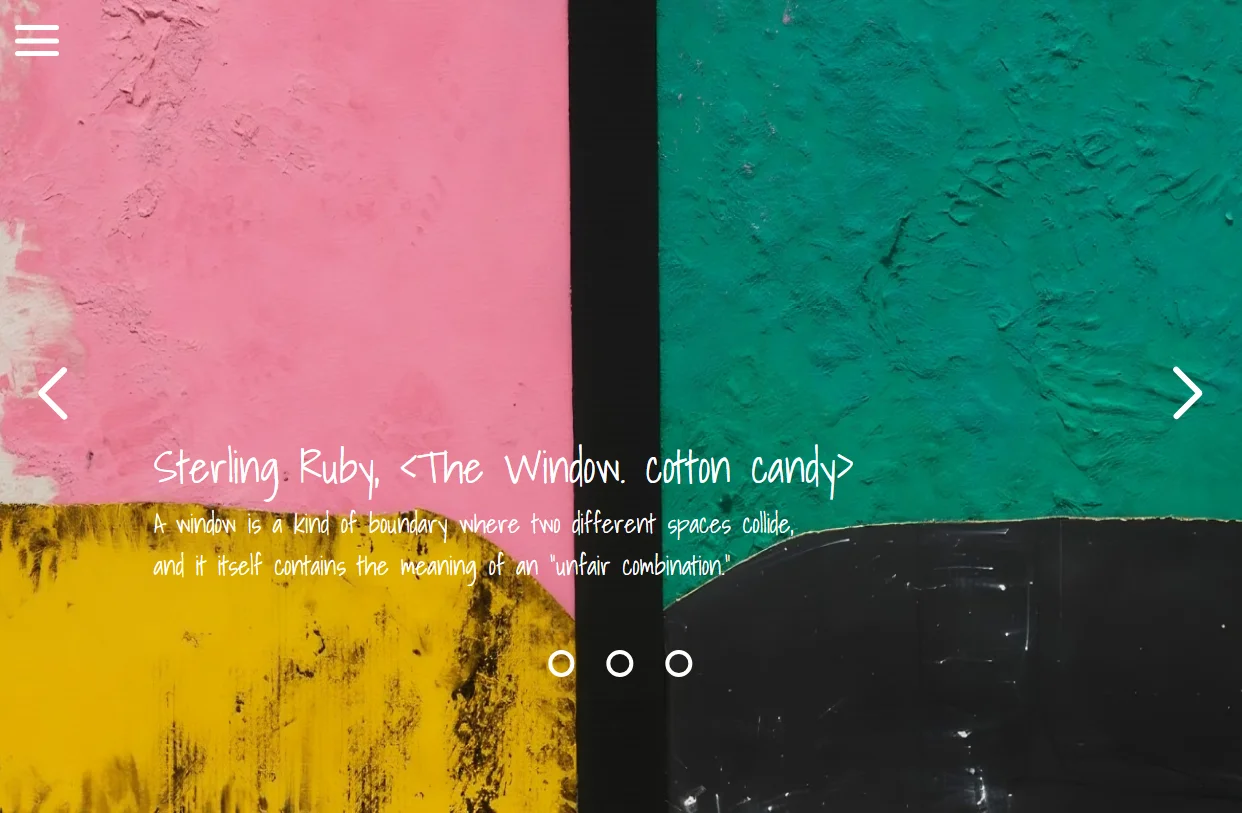 Sterling Ruby, <The Window. cotton candy>
A window is a kind of boundary where two different spaces collide,
and it itself contains the meaning of an "unfair combination."